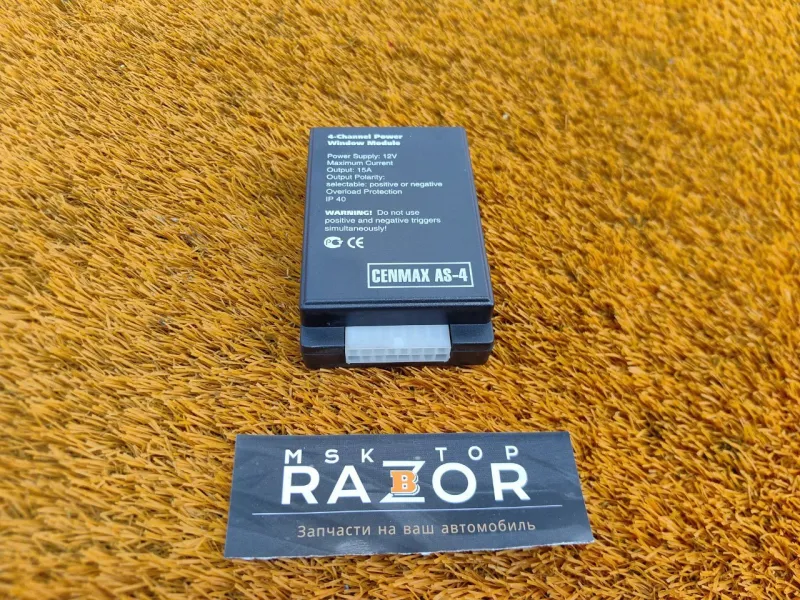 4-Channel Power
Window Module
Power Supply: 12V
Maximum Current
Output: 15A
Output Polarity:
selectable: positive or negative
Overload Protection
IP 40
WARNING! Do not use
positive and negative triggers
simultaneously!
CE
CENMAX AS-4
MSK TOP
RAZBOR
Запчасти на ваш автомобиль